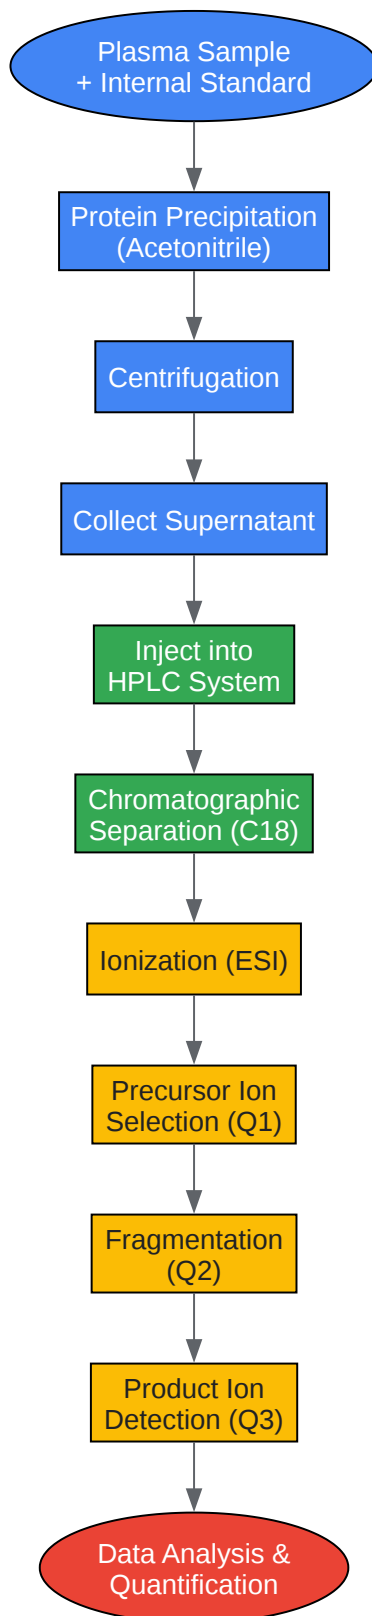 Plasma Sample
+ Internal Standard
Protein Precipitation
(Acetonitrile)
Centrifugation
Collect Supernatant
Inject into
HPLC System
Chromatographic
Separation (C18)
Ionization (ESI)
Precursor Ion
Selection (Q1)
Fragmentation
(Q2)
Product Ion
Detection (Q3)
Data Analysis &
Quantification